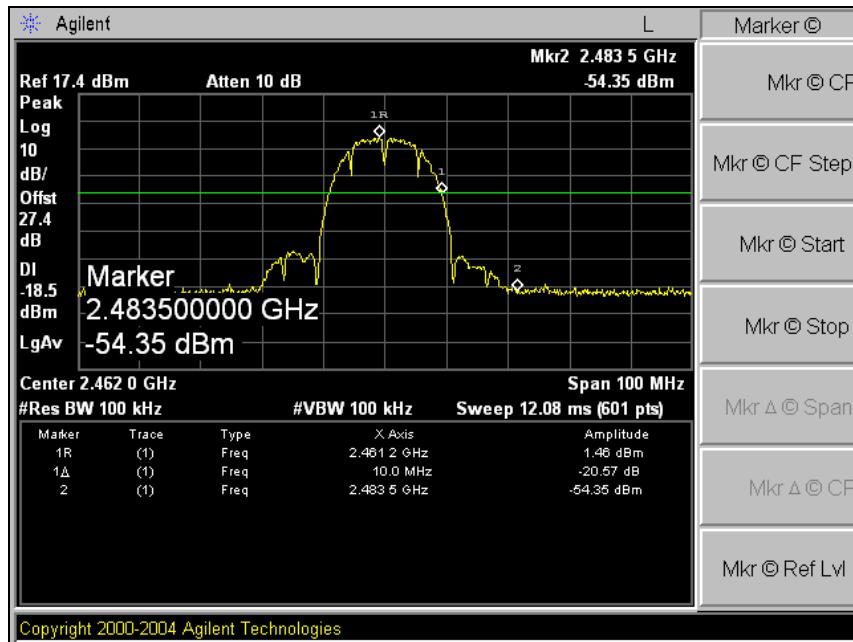 Agilent L
Mkr2 2.483 5 GHz
Ref 17.4 dBm Atten 10 dB -54.35 dBm
Peak
Log
10
dB/
Offst
27.4
dB
DI
-18.5
dBm
LgAv
1R
1
2
Marker
2.483500000 GHz
-54.35 dBm
Center 2.462 0 GHz Span 100 MHz
#Res BW 100 kHz #VBW 100 kHz Sweep 12.08 ms (601 pts)
Marker Trace Type X Axis Amplitude
1R (1) Freq 2.461 2 GHz 1.46 dBm
1Δ (1) Freq 10.0 MHz -20.57 dB
2 (1) Freq 2.483 5 GHz -54.35 dBm
Copyright 2000-2004 Agilent Technologies
Marker ©
Mkr © CF
Mkr © CF Step
Mkr © Start
Mkr © Stop
Mkr Δ © Span
Mkr Δ © CF
Mkr © Ref Lvl